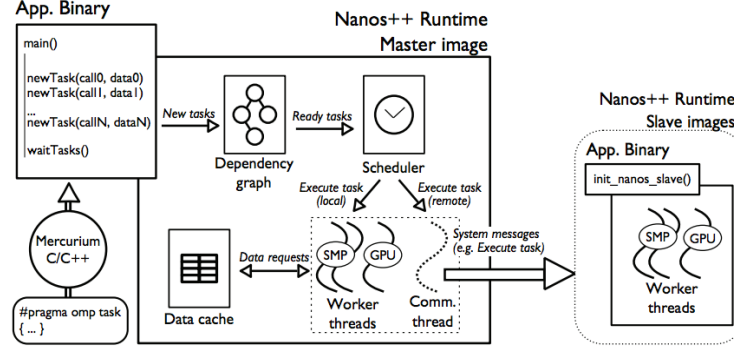 App. Binary
main()
newTask(call0, data0)
newTask(call1, data1)
...
newTask(callN, dataN)
waitTasks()
Mercurium
C/C++
#pragma omp task
{ ... }
Nanos++ Runtime
Master image
New tasks
Dependency
graph
Ready tasks
Scheduler
Execute task
(local)
Execute task
(remote)
Data cache
Data requests
SMP
GPU
Worker
threads
Comm.
thread
System messages
(e.g. Execute task)
Nanos++ Runtime
Slave images
App. Binary
init_nanos_slave()
SMP
GPU
Worker
threads